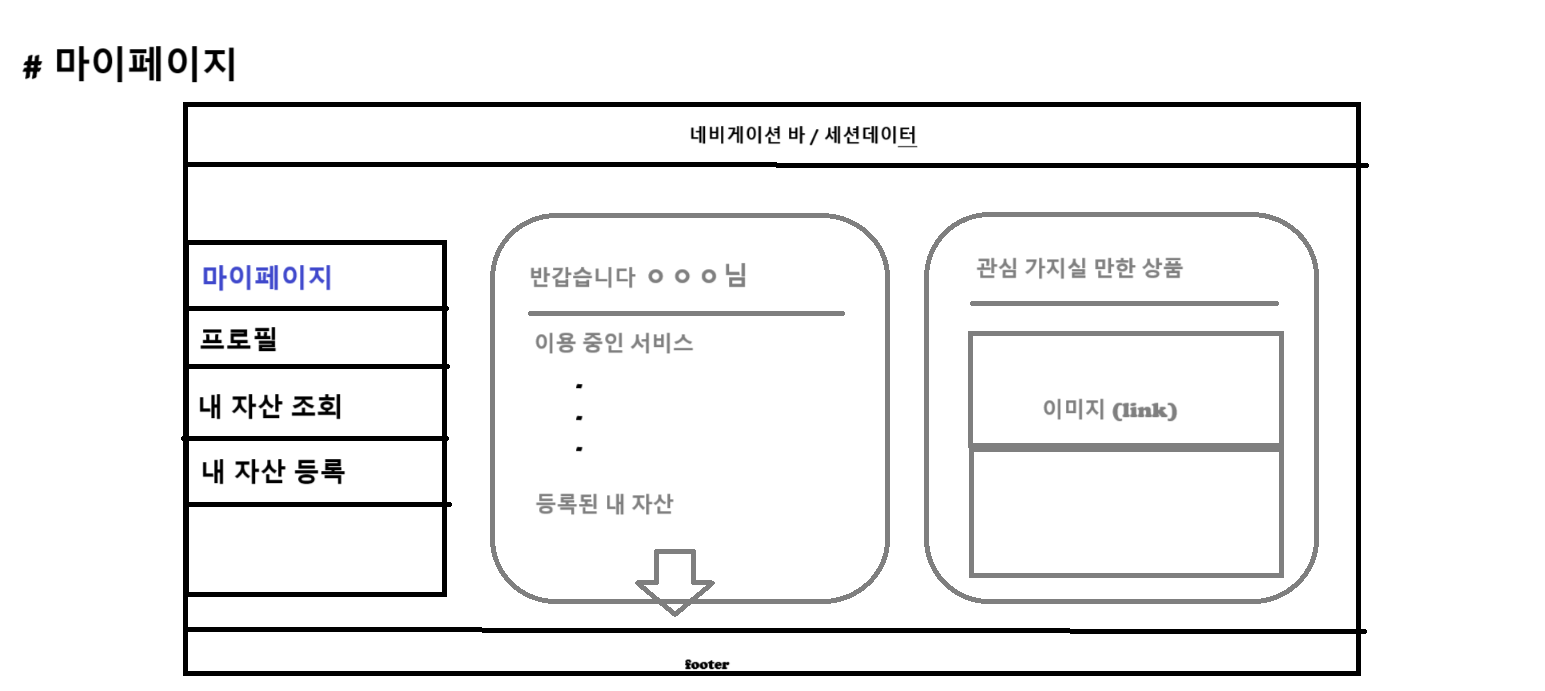 # 마이페이지
네비게이션 바 / 세션데이터
마이페이지
프로필
내 자산 조회
내 자산 등록
반갑습니다 ㅇㅇㅇ님
이용 중인 서비스
-
-
-
등록된 내 자산
관심 가지실 만한 상품
이미지 (link)
footer